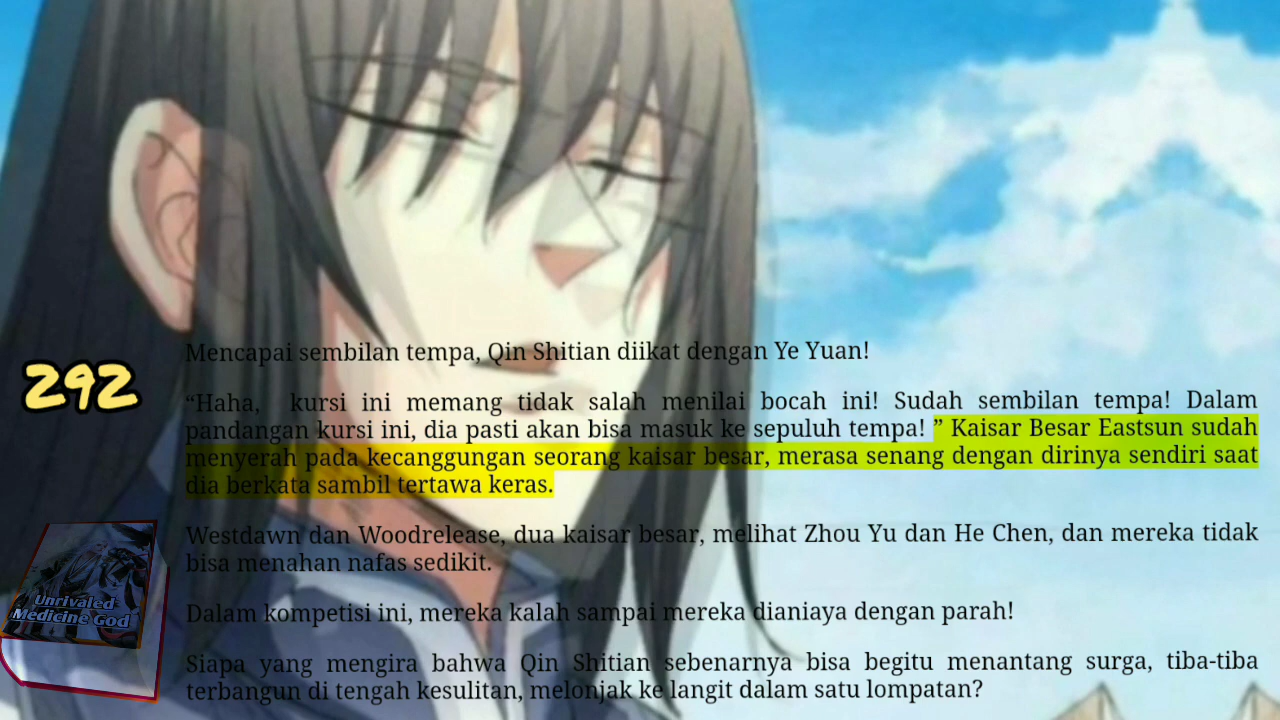 Mencapai sembilan tempa, Qin Shitian diikat dengan Ye Yuan!
292
“Haha, kursi ini memang tidak salah menilai bocah ini! Sudah sembilan tempa! Dalam
pandangan kursi ini, dia pasti akan bisa masuk ke sepuluh tempa! ” Kaisar Besar Eastsun sudah
menyerah pada kecanggungan seorang kaisar besar, merasa senang dengan dirinya sendiri saat
dia berkata sambil tertawa keras.
Westdawn dan Woodrelease, dua kaisar besar, melihat Zhou Yu dan He Chen, dan mereka tidak
bisa menahan nafas sedikit.
Dalam kompetisi ini, mereka kalah sampai mereka dianiaya dengan parah!
Unrivaled
Medicine God
Siapa yang mengira bahwa Qin Shitian sebenarnya bisa begitu menantang surga, tiba-tiba
terbangun di tengah kesulitan, melonjak ke langit dalam satu lompatan?